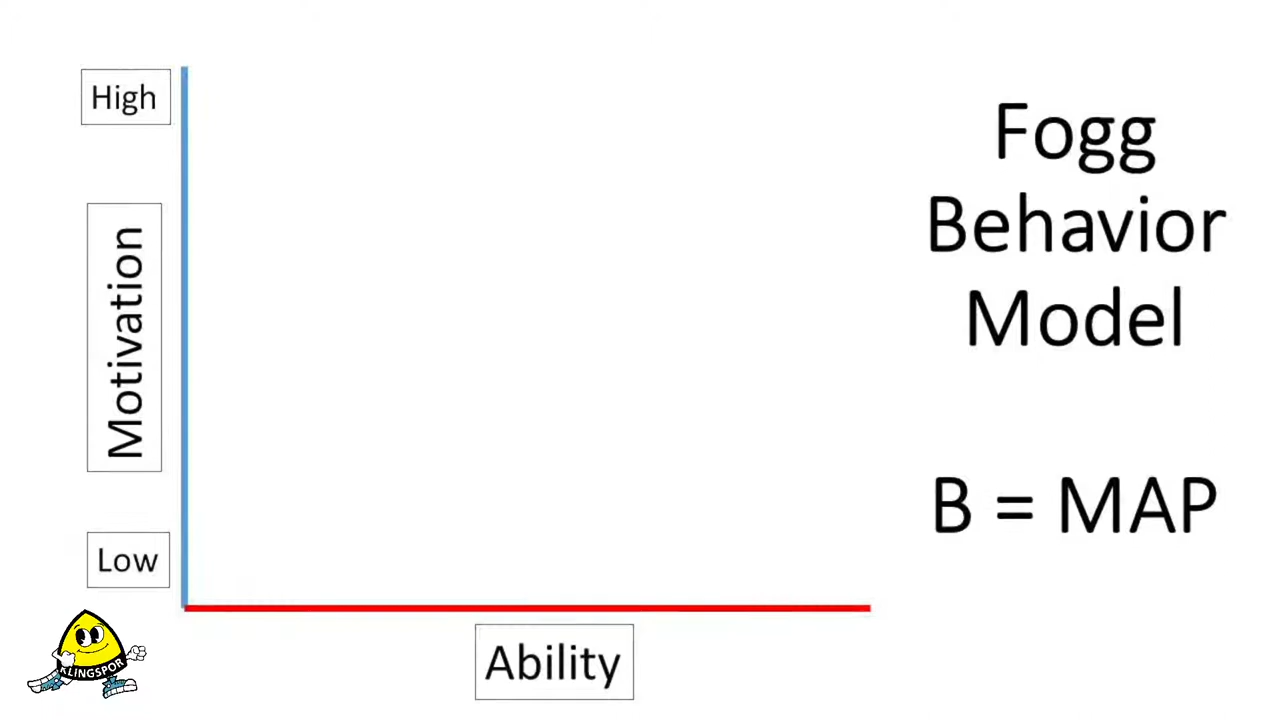 High
Motivation
Low
Ability
Fogg
Behavior
Model
B = MAP
KLINGSPOR